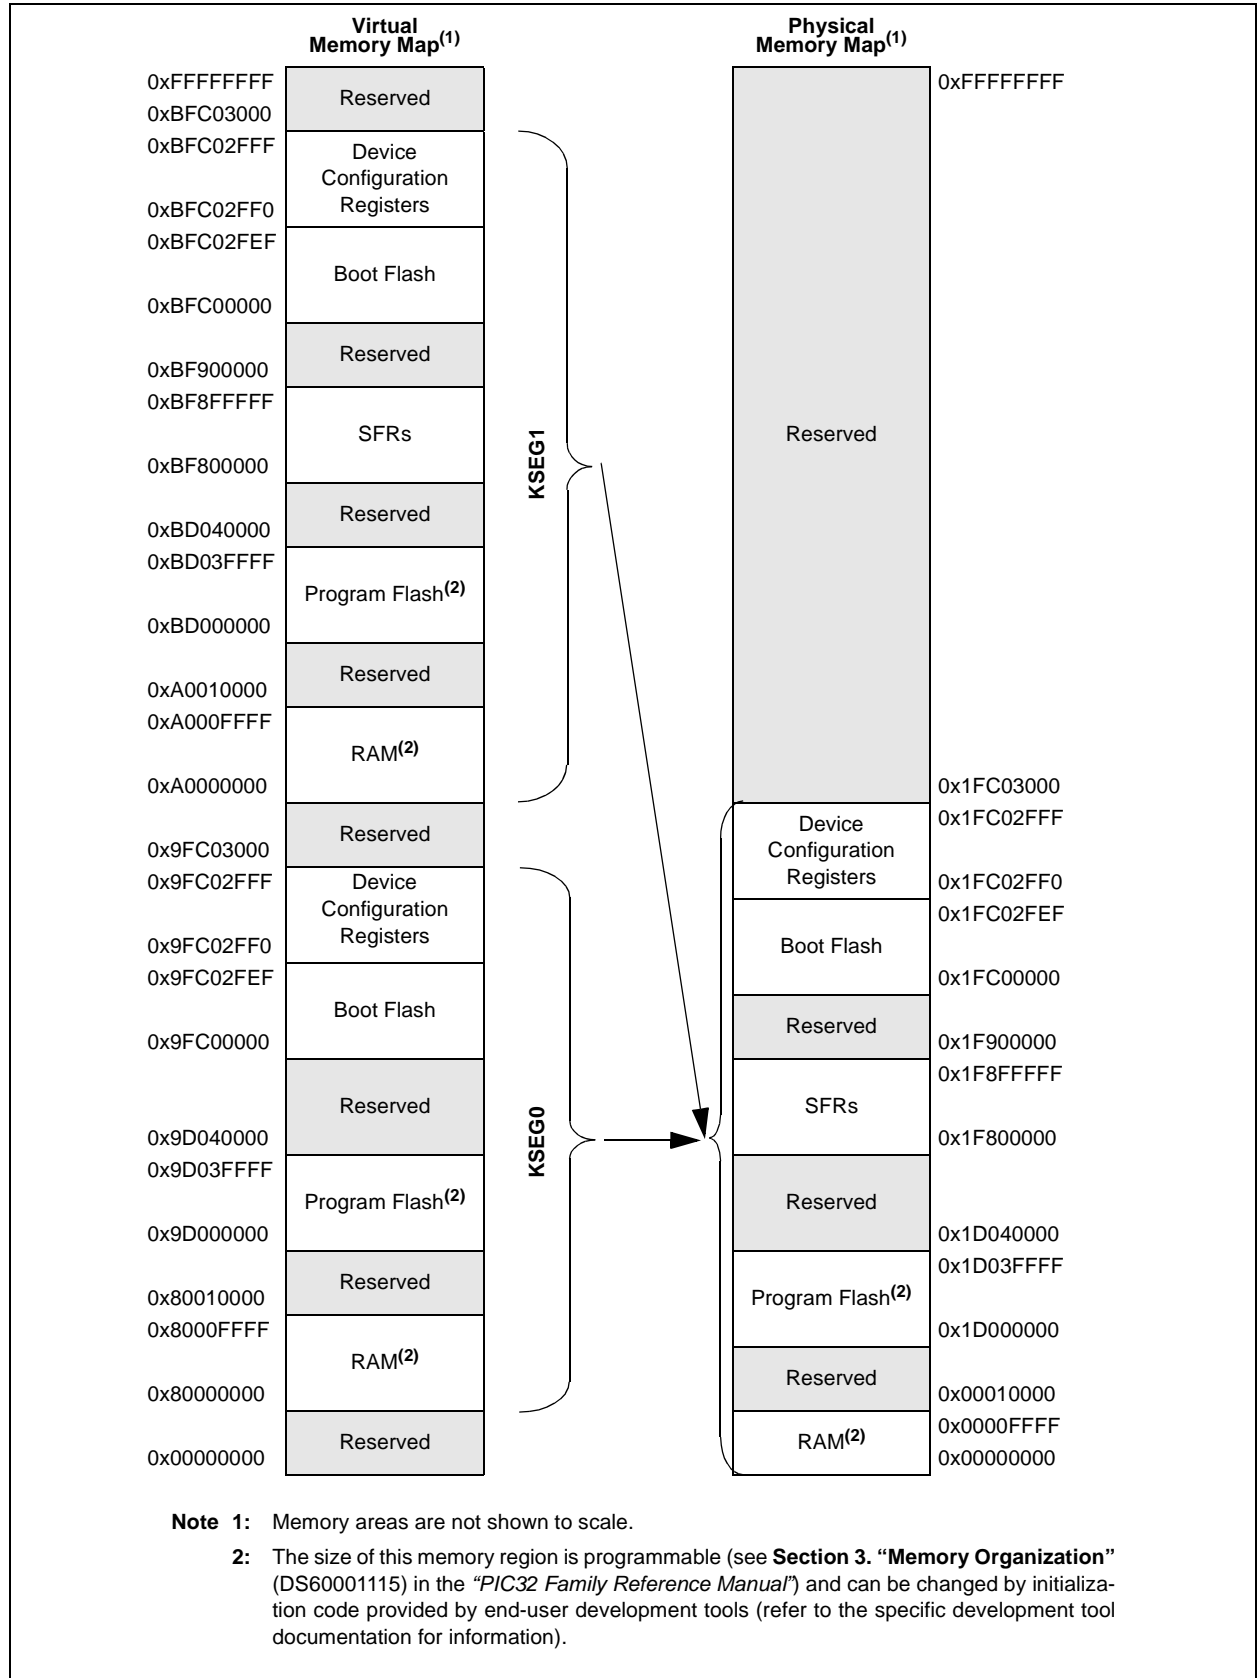 Virtual
Memory Map(1)
0xFFFFFFFF
Reserved
0xBFC03000
0xBFC02FFF
Device
Configuration
Registers
0xBFC02FF0
0xBFC02FEF
Boot Flash
0xBFC00000
Reserved
0xBF900000
0xBF8FFFFF
SFRs
0xBF800000
Reserved
0xBD040000
0xBD03FFFF
Program Flash(2)
0xBD000000
Reserved
0xA0010000
0xA000FFFF
RAM(2)
0xA0000000
KSEG1
Reserved
0x9FC03000
0x9FC02FFF
Device
Configuration
Registers
0x9FC02FF0
0x9FC02FEF
Boot Flash
0x9FC00000
Reserved
0x9D040000
0x9D03FFFF
Program Flash(2)
0x9D000000
Reserved
0x80010000
0x8000FFFF
RAM(2)
0x80000000
KSEG0
Reserved
0x00000000
Physical
Memory Map(1)
0xFFFFFFFF
Reserved
0x1FC03000
0x1FC02FFF
Device
Configuration
Registers
0x1FC02FF0
0x1FC02FEF
Boot Flash
0x1FC00000
Reserved
0x1F900000
0x1F8FFFFF
SFRs
0x1F800000
Reserved
0x1D040000
0x1D03FFFF
Program Flash(2)
0x1D000000
Reserved
0x00010000
0x0000FFFF
RAM(2)
0x00000000
Note 1: Memory areas are not shown to scale.
2: The size of this memory region is programmable (see Section 3. “Memory Organization”
(DS60001115) in the “PIC32 Family Reference Manual”) and can be changed by initializa-
tion code provided by end-user development tools (refer to the specific development tool
documentation for information).